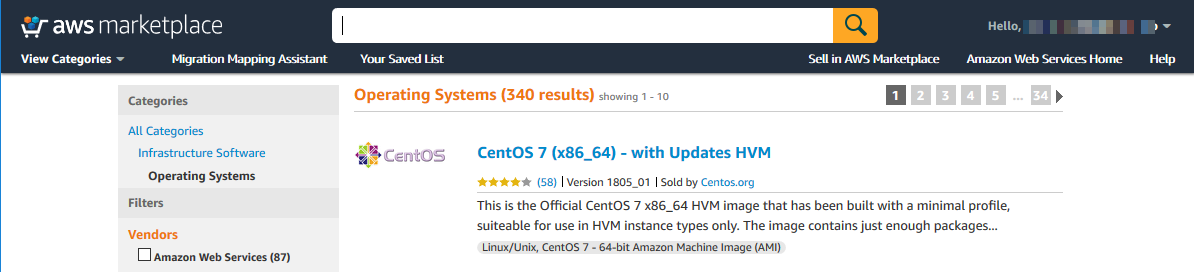 aws marketplace
Hello,
View Categories Migration Mapping Assistant Your Saved List Sell in AWS Marketplace Amazon Web Services Home Help
Categories
All Categories
Infrastructure Software
Operating Systems
Filters
Vendors
Amazon Web Services (87)
Operating Systems (340 results) showing 1 - 10
1 2 3 4 5 ... 34
CentOS
CentOS 7 (x86_64) - with Updates HVM
(58) | Version 1805_01 | Sold by Centos.org
This is the Official CentOS 7 x86_64 HVM image that has been built with a minimal profile,
suiteable for use in HVM instance types only. The image contains just enough packages...
Linux/Unix, CentOS 7 - 64-bit Amazon Machine Image (AMI)